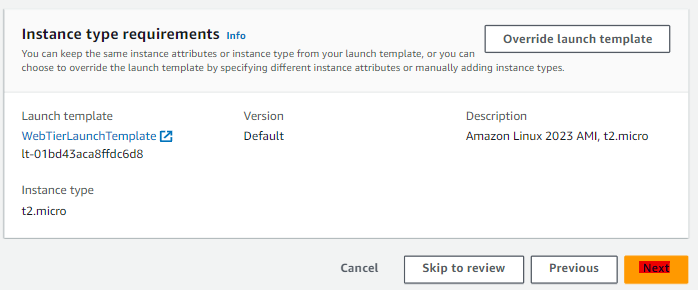 Instance type requirements Info
Override launch template
You can keep the same instance attributes or instance type from your launch template, or you can
choose to override the launch template by specifying different instance attributes or manually adding instance types.
Launch template
Version
Description
WebTierLaunchTemplate
Default
Amazon Linux 2023 AMI, t2.micro
lt-01bd43aca8ffdc6d8
Instance type
t2.micro
Cancel
Skip to review
Previous
Next